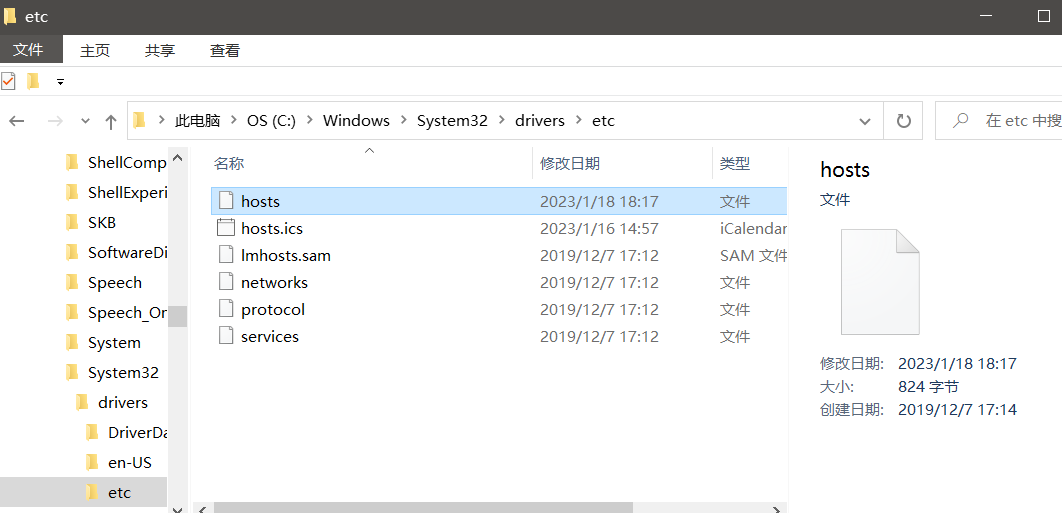 etc
文件 主页 共享 查看
此电脑 OS (C:) Windows System32 drivers etc
在 etc 中搜
ShellComp
ShellExperi
SKB
SoftwareDi
Speech
Speech_On
System
System32
drivers
DriverDa
en-US
etc
名称 修改日期 类型
hosts 2023/1/18 18:17 文件
hosts.ics 2023/1/16 14:57 iCalendar
lmhosts.sam 2019/12/7 17:12 SAM 文件
networks 2019/12/7 17:12 文件
protocol 2019/12/7 17:12 文件
services 2019/12/7 17:12 文件
hosts
文件
修改日期: 2023/1/18 18:17
大小: 824 字节
创建日期: 2019/12/7 17:14